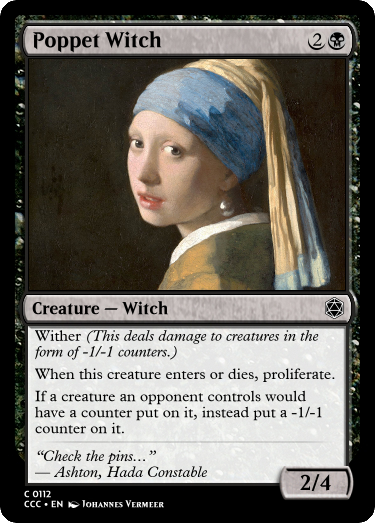 Poppet Witch 2
Creature — Witch
Wither (This deals damage to creatures in the
form of -1/-1 counters.)
When this creature enters or dies, proliferate.
If a creature an opponent controls would
have a counter put on it, instead put a -1/-1
counter on it.
“Check the pins…”
— Ashton, Hada Constable
2/4
C 0112
CCC • EN Johannes Vermeer